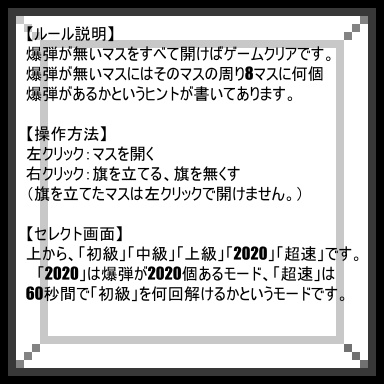 【ルール説明】
爆弾が無いマスをすべて開けばゲームクリアです。
爆弾が無いマスにはそのマスの周り8マスに何個
爆弾があるかというヒントが書いてあります。
【操作方法】
左クリック：マスを開く
右クリック：旗を立てる、旗を無くす
（旗を立てたマスは左クリックで開けません。）
【セレクト画面】
上から、「初級」「中級」「上級」「2020」「超速」です。
「2020」は爆弾が2020個あるモード、「超速」は
60秒間で「初級」を何回解けるかというモードです。